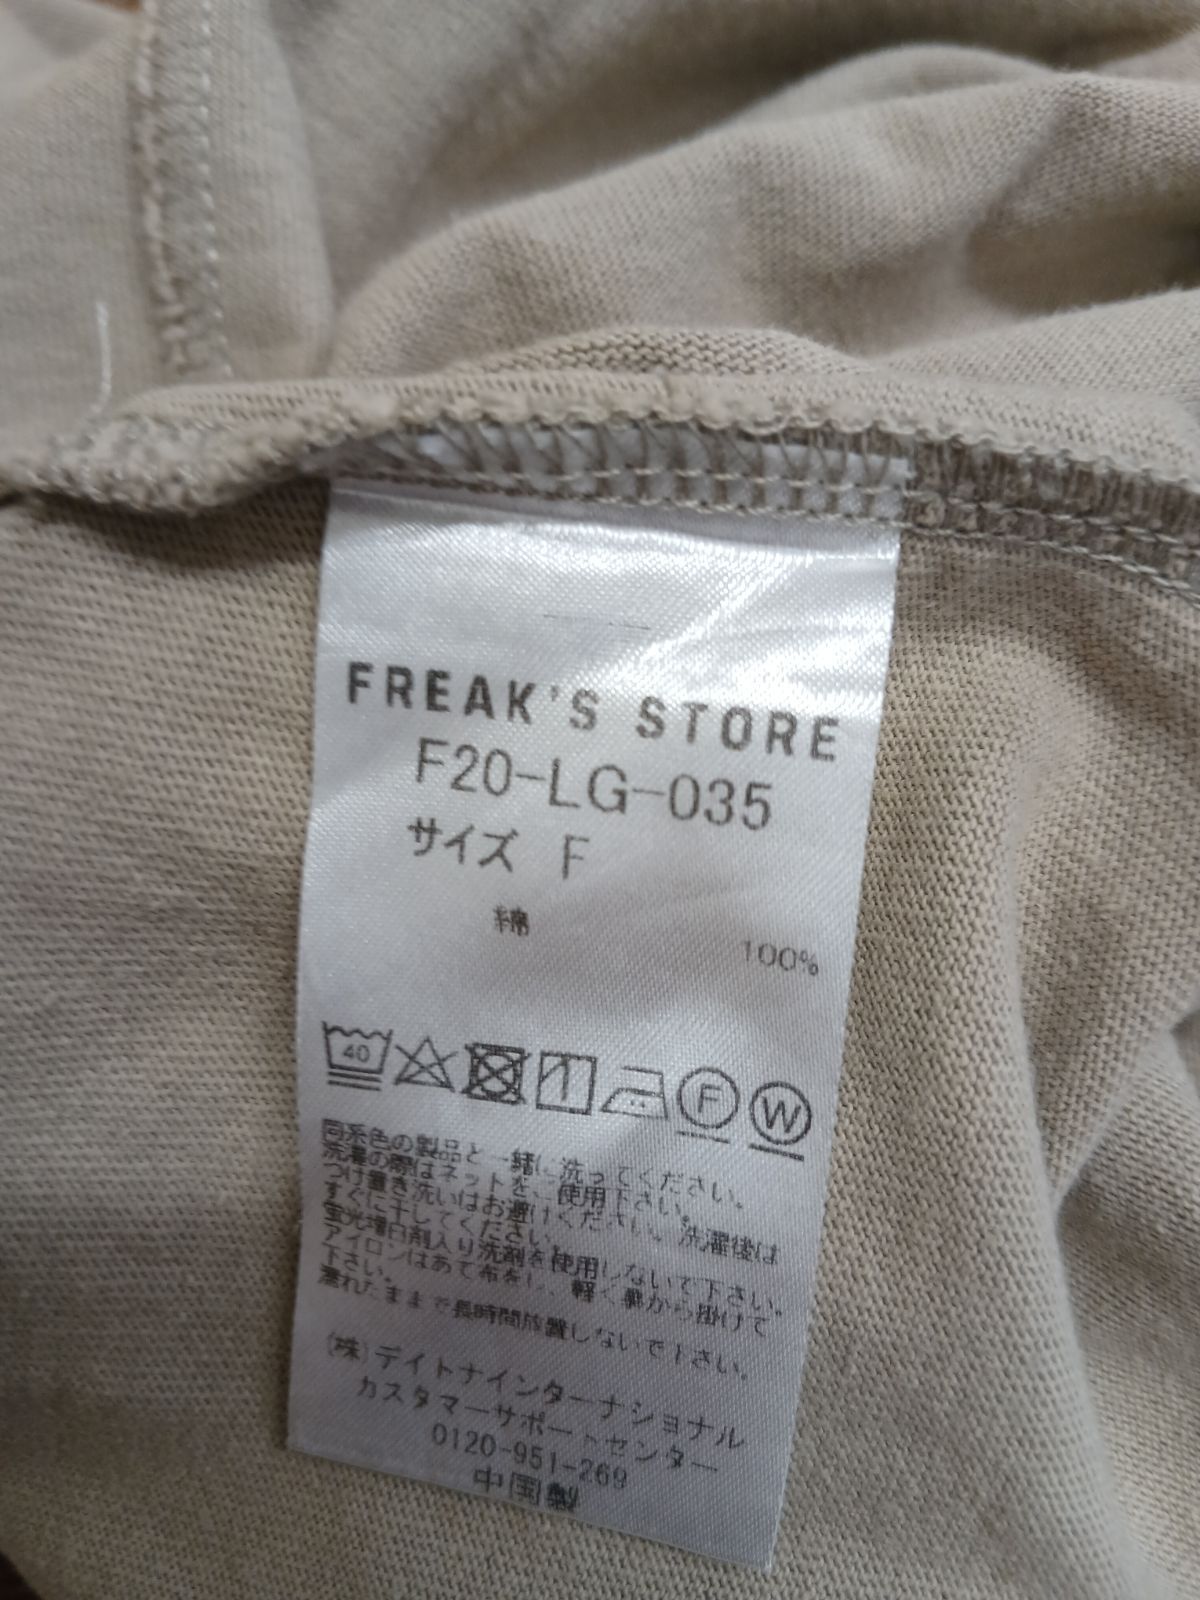 FREAK'S STORE
F20-LG-035
サイズ F
綿 100%
40
F W
同系色の製品と一緒に洗ってください。
洗濯の際はネットをご使用下さい。
つけ置き洗いはお避けください。洗濯後は
すぐに干してください。
蛍光増白剤入り洗剤を使用しないで下さい。
アイロンはあて布をし、軽く裏から掛けて
下さい。
濡れたままで長時間放置しないで下さい。
(株)デイトナインターナショナル
カスタマーサポートセンター
0120-951-269
中国製